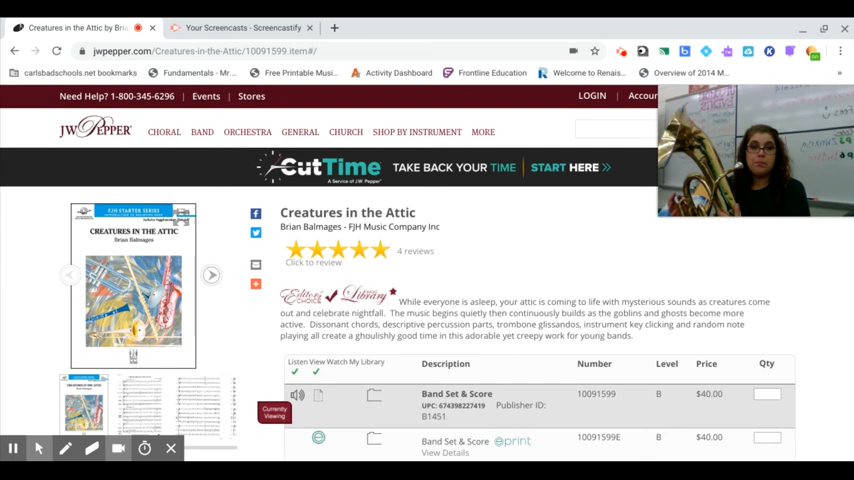 Creatures in the Attic by Bria
Your Screencasts - Screencastify
jwpepper.com/Creatures-in-the-Attic/10091599.item#/
carlsbadschools.net bookmarks
Fundamentals - Mr....
Free Printable Musi...
Activity Dashboard
Frontline Education
Welcome to Renais...
Overview of 2014 M...
Need Help? 1-800-345-6296 | Events | Stores
LOGIN | Accoun
JW Pepper
CHORAL BAND ORCHESTRA GENERAL CHURCH SHOP BY INSTRUMENT MORE
CutTime
A Service of J.W. Pepper
TAKE BACK YOUR TIME
START HERE >>
FJH STARTER SERIES
CREATURES IN THE ATTIC
Brian Balmages
Creatures in the Attic
Brian Balmages - FJH Music Company Inc
4 reviews
Click to review
Editors' CHOICE
Basic Library
While everyone is asleep, your attic is coming to life with mysterious sounds as creatures come
out and celebrate nightfall. The music begins quietly then continuously builds as the goblins and ghosts become more
active. Dissonant chords, descriptive percussion parts, trombone glissandos, instrument key clicking and random note
playing all create a ghoulishly good time in this adorable yet creepy work for young bands.
Listen View Watch My Library
Description
Number
Level
Price
Qty
Currently
Viewing
Band Set & Score
UPC: 674398227419 Publisher ID:
B1451
10091599
B
$40.00
Band Set & Score eprint
View Details
10091599E
B
$40.00